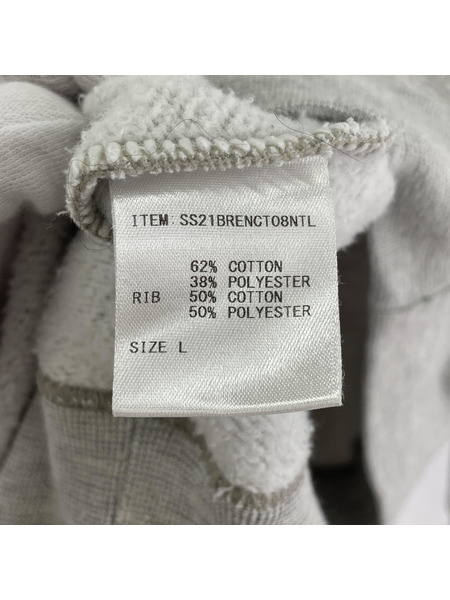 ITEM SS21BRENCT08NTL
62% COTTON
38% POLYESTER
RIB 50% COTTON
50% POLYESTER
SIZE L